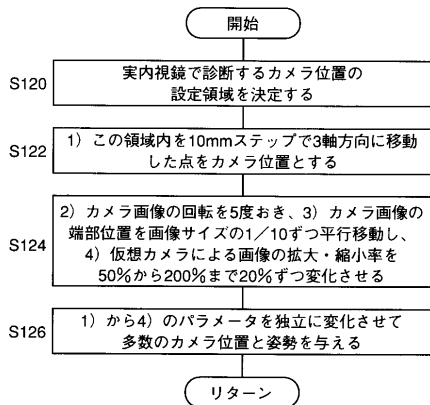 開始
S120
実内視鏡で診断するカメラ位置の
設定領域を決定する
S122
1）この領域内を10mmステップで3軸方向に移動
した点をカメラ位置とする
S124
2）カメラ画像の回転を5度おき、3）カメラ画像の
端部位置を画像サイズの1／10ずつ平行移動し、
4）仮想カメラによる画像の拡大・縮小率を
50%から200%まで20%ずつ変化させる
S126
1）から4）のパラメータを独立に変化させて
多数のカメラ位置と姿勢を与える
リターン